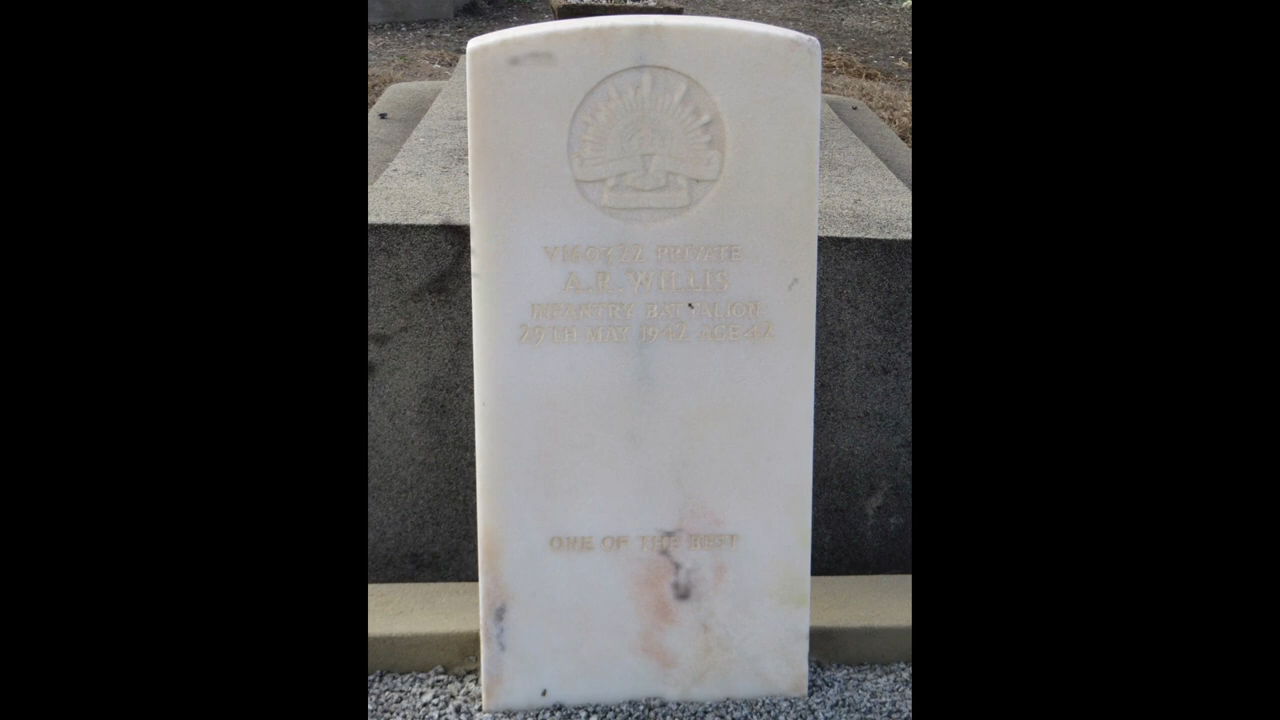 V160322 PRIVATE
A.R. WILLIS
INFANTRY BATTALION
29TH MAY 1942 AGE 42
ONE OF THE BEST